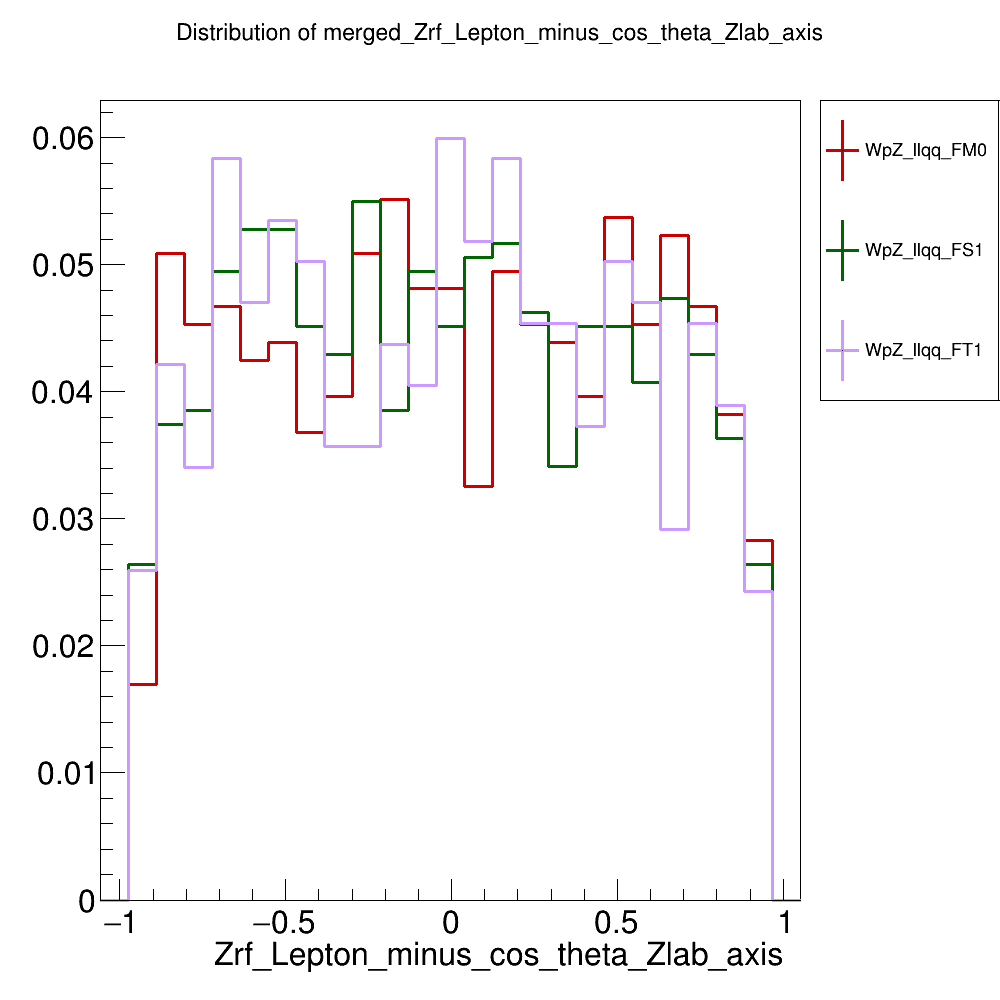 Distribution of merged_Zrf_Lepton_minus_cos_theta_Zlab_axis
WpZ_llqq_FM0
WpZ_llqq_FS1
WpZ_llqq_FT1
0.06
0.05
0.04
0.03
0.02
0.01
0
−1 −0.5 0 0.5 1
Zrf_Lepton_minus_cos_theta_Zlab_axis